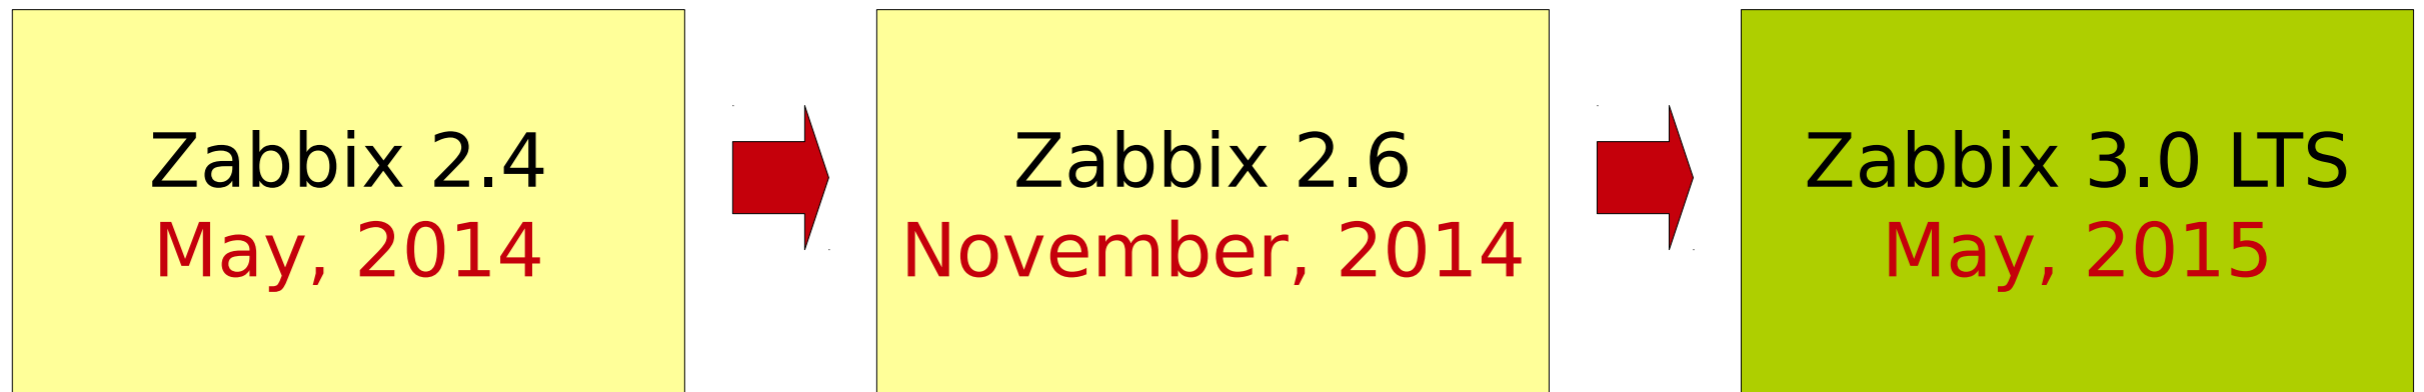 Zabbix 2.4
May, 2014
Zabbix 2.6
November, 2014
Zabbix 3.0 LTS
May, 2015